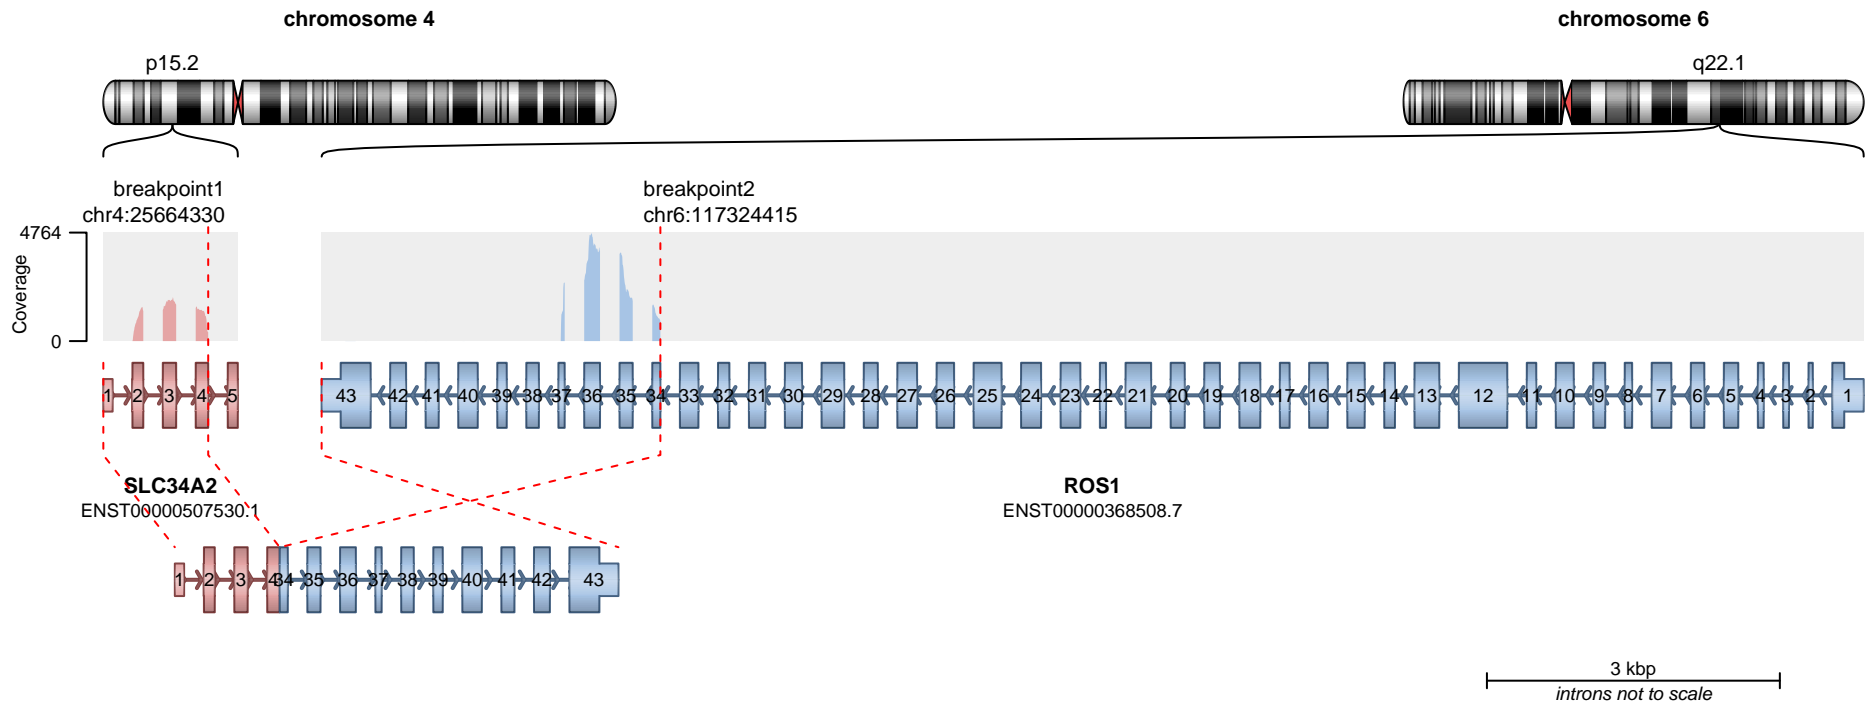 chromosome 4 chromosome 6
p15.2 q22.1
breakpoint1 breakpoint2
chr4:25664330 chr6:117324415
4764
Coverage
0
1 2 3 4 5 43 42 41 40 39 38 37 36 35 34 33 32 31 30 29 28 27 26 25 24 23 22 21 20 19 18 17 16 15 14 13 12 11 10 9 8 7 6 5 4 3 2 1
SLC34A2 ROS1
ENST00000507530.1 ENST00000368508.7
1 2 3 4 34 35 36 37 38 39 40 41 42 43
3 kbp
introns not to scale